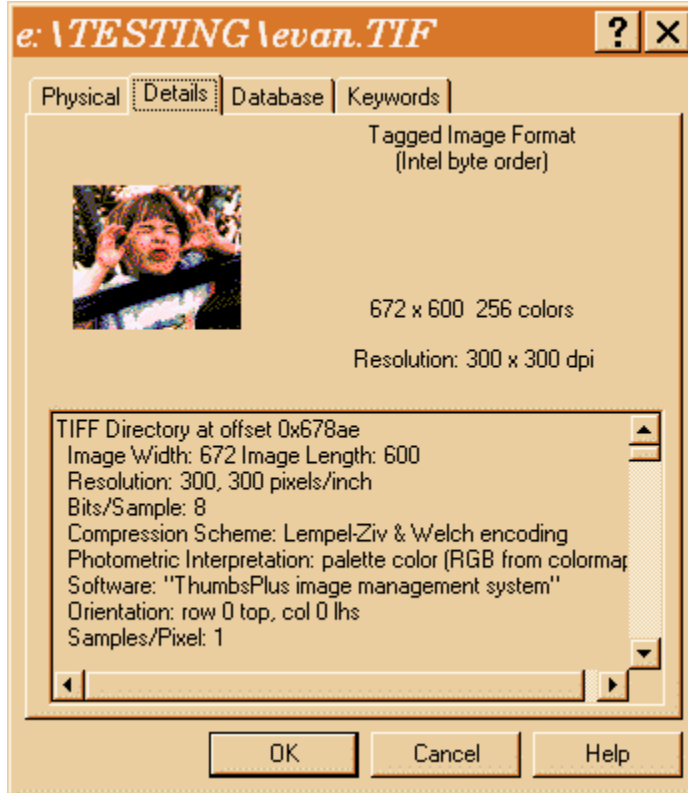 e:\TESTING\evan.TIF
Physical Details Database Keywords
Tagged Image Format
(Intel byte order)
672 x 600 256 colors
Resolution: 300 x 300 dpi
TIFF Directory at offset 0x678ae
Image Width: 672 Image Length: 600
Resolution: 300, 300 pixels/inch
Bits/Sample: 8
Compression Scheme: Lempel-Ziv & Welch encoding
Photometric Interpretation: palette color (RGB from colormap
Software: "ThumbsPlus image management system"
Orientation: row 0 top, col 0 lhs
Samples/Pixel: 1
OK Cancel Help